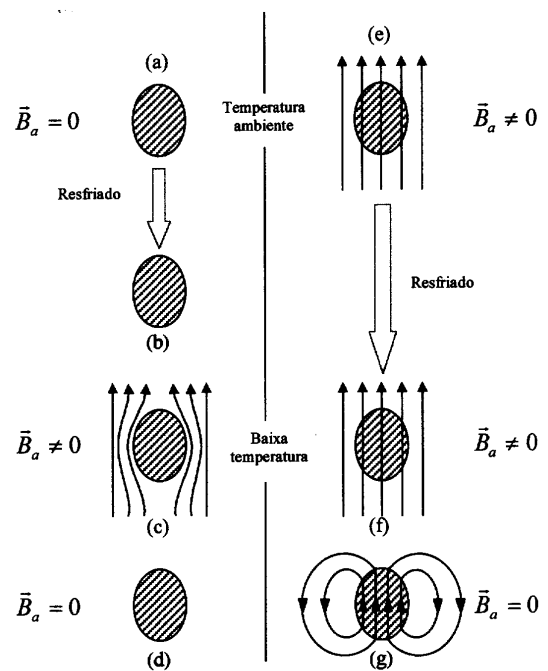 (a)
(e)
B⃗ₐ = 0
Temperatura
ambiente
B⃗ₐ ≠ 0
Resfriado
Resfriado
(b)
B⃗ₐ ≠ 0
Baixa
temperatura
B⃗ₐ ≠ 0
(c)
(f)
B⃗ₐ = 0
B⃗ₐ = 0
(d)
(g)